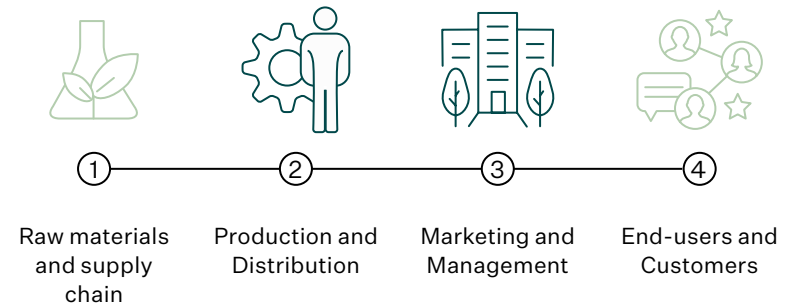 1
2
3
4
Raw materials
and supply
chain
Production and
Distribution
Marketing and
Management
End-users and
Customers